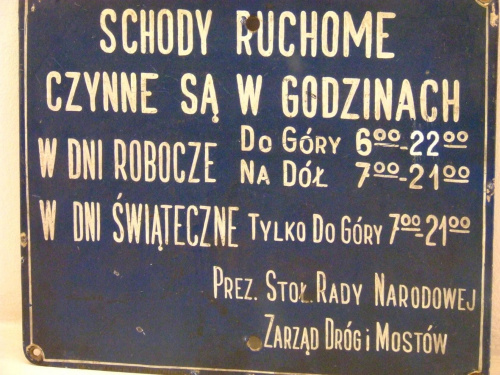 SCHODY RUCHOME
CZYNNE SĄ W GODZINACH
W DNI ROBOCZE DO GÓRY 6⁰⁰-22⁰⁰
NA DÓŁ 7⁰⁰-21⁰⁰
W DNI ŚWIĄTECZNE TYLKO DO GÓRY 7⁰⁰-21⁰⁰
PREZ. STOŁ. RADY NARODOWEJ
ZARZĄD DRÓG i MOSTÓW